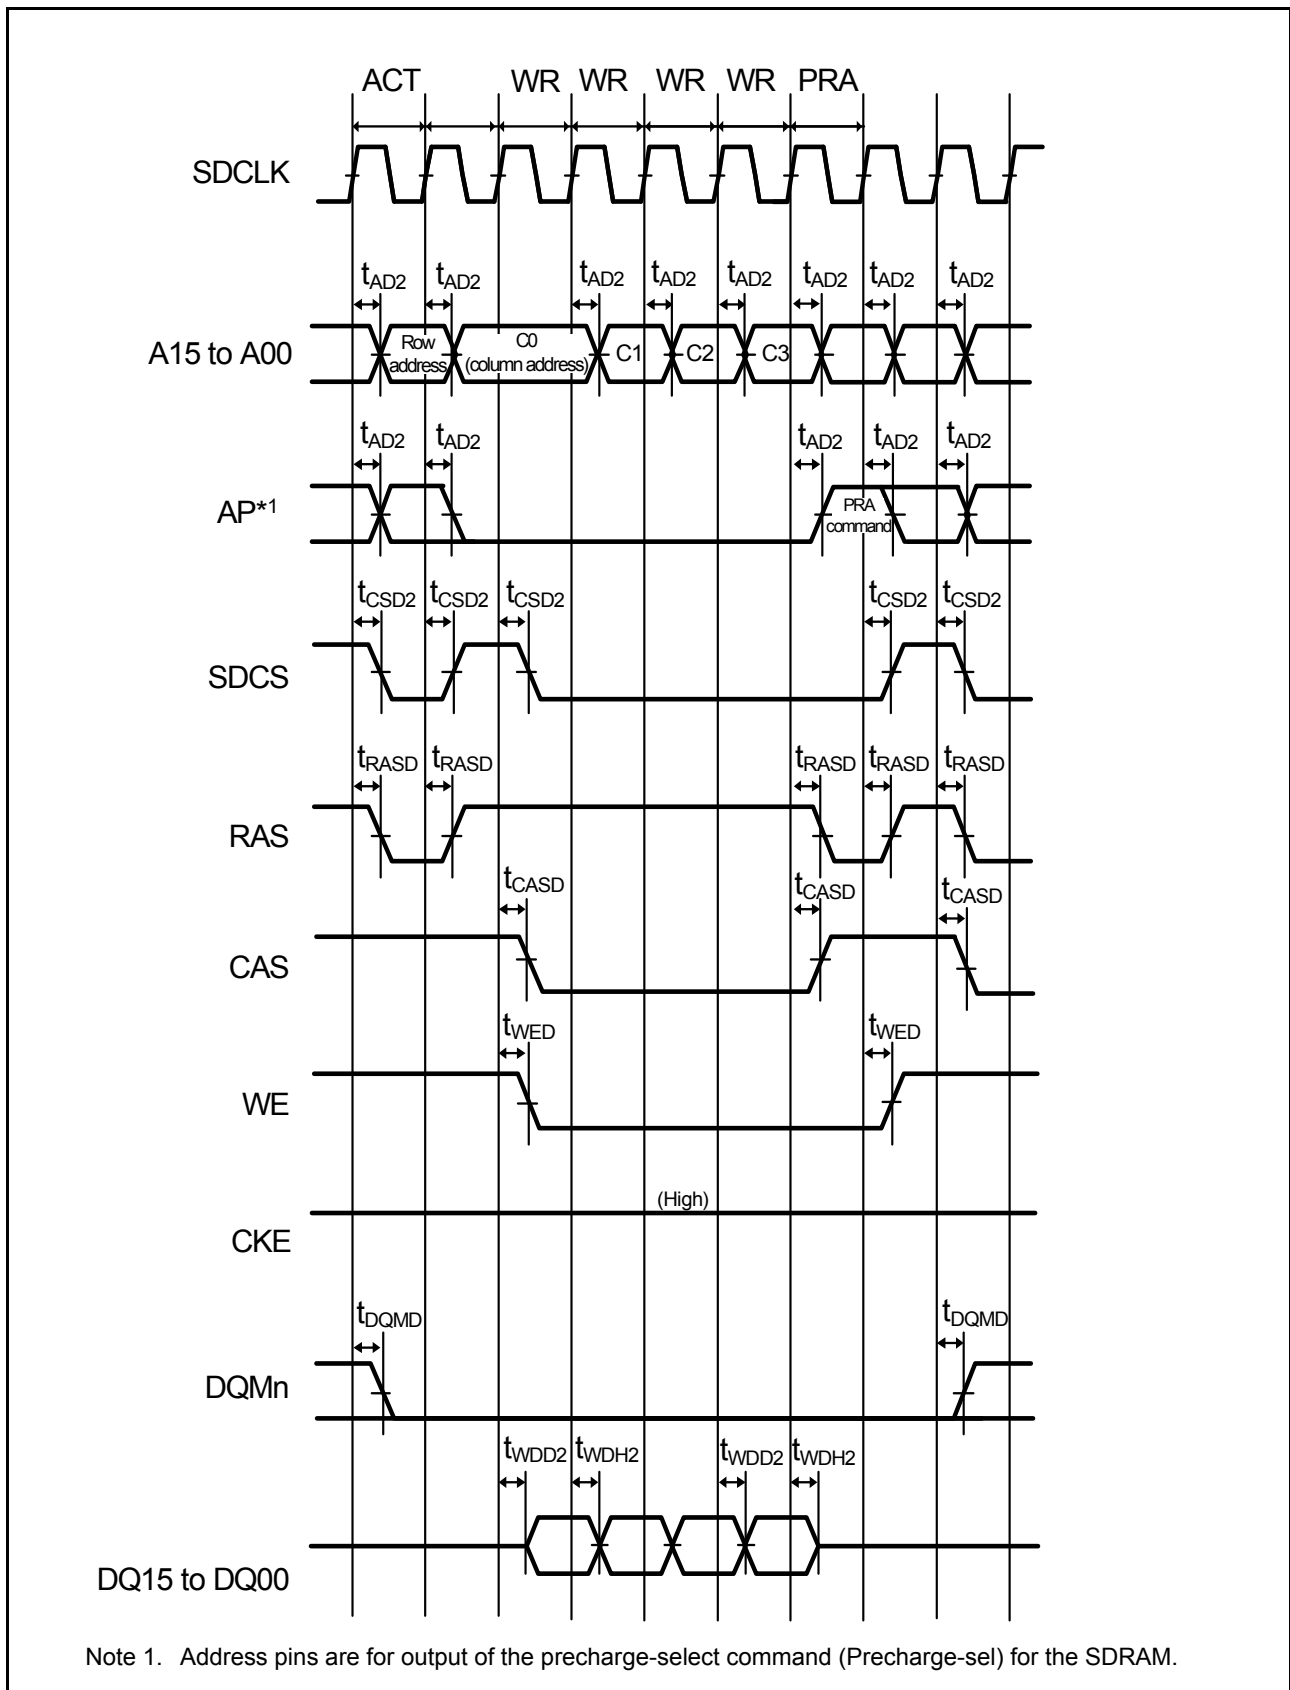 ACT WR WR WR WR PRA
SDCLK
tAD2 tAD2 tAD2 tAD2 tAD2 tAD2 tAD2 tAD2
A15 to A00
Row address
C0 (column address)
C1 C2 C3
tAD2 tAD2 tAD2 tAD2 tAD2
AP*1
PRA command
tCSD2 tCSD2 tCSD2 tCSD2 tCSD2
SDCS
tRASD tRASD tRASD tRASD tRASD
RAS
tCASD tCASD tCASD
CAS
tWED tWED
WE
(High)
CKE
tDQMD tDQMD
DQMn
tWDD2 tWDH2 tWDD2 tWDH2
DQ15 to DQ00
Note 1. Address pins are for output of the precharge-select command (Precharge-sel) for the SDRAM.